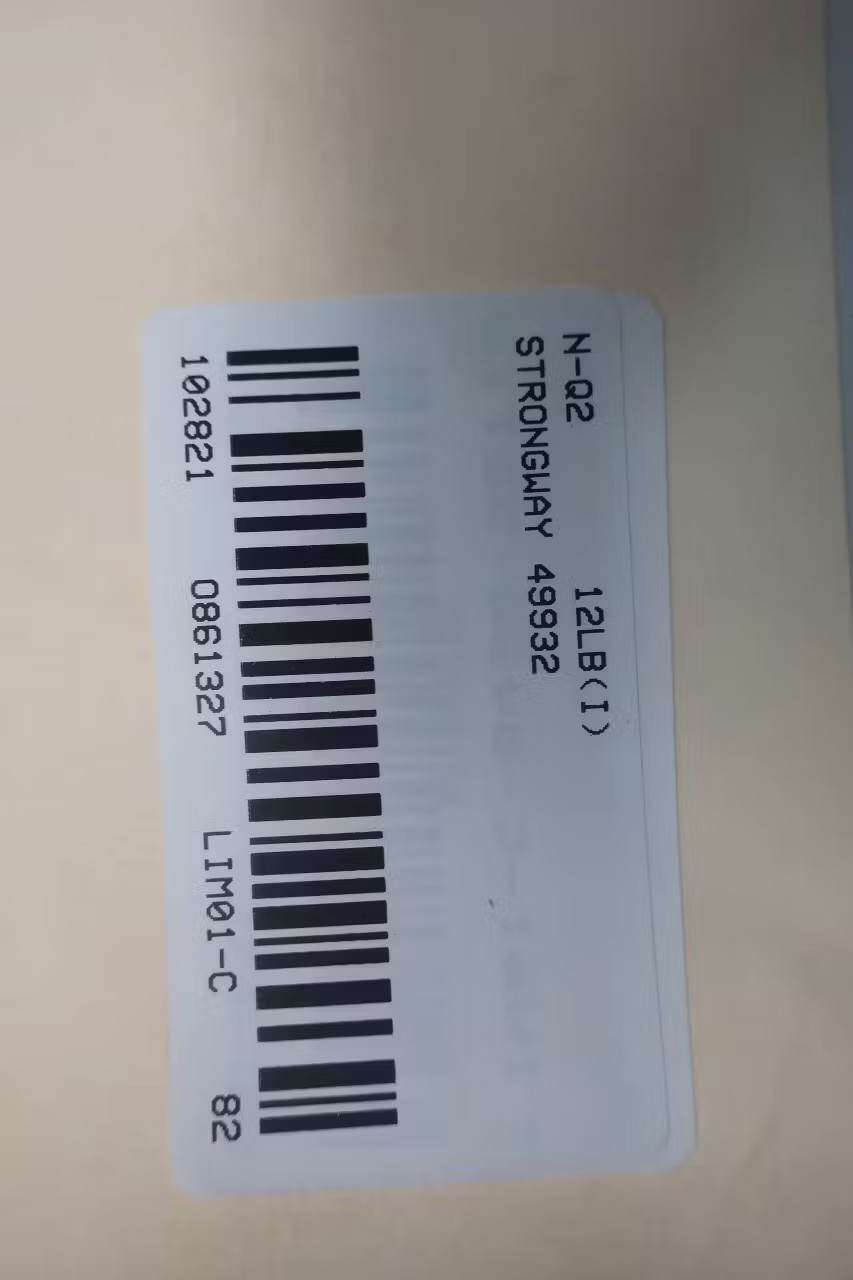 N-Q2 12LB(I)
STRONGWAY 49932
102821 0861327 LIM01-C 82